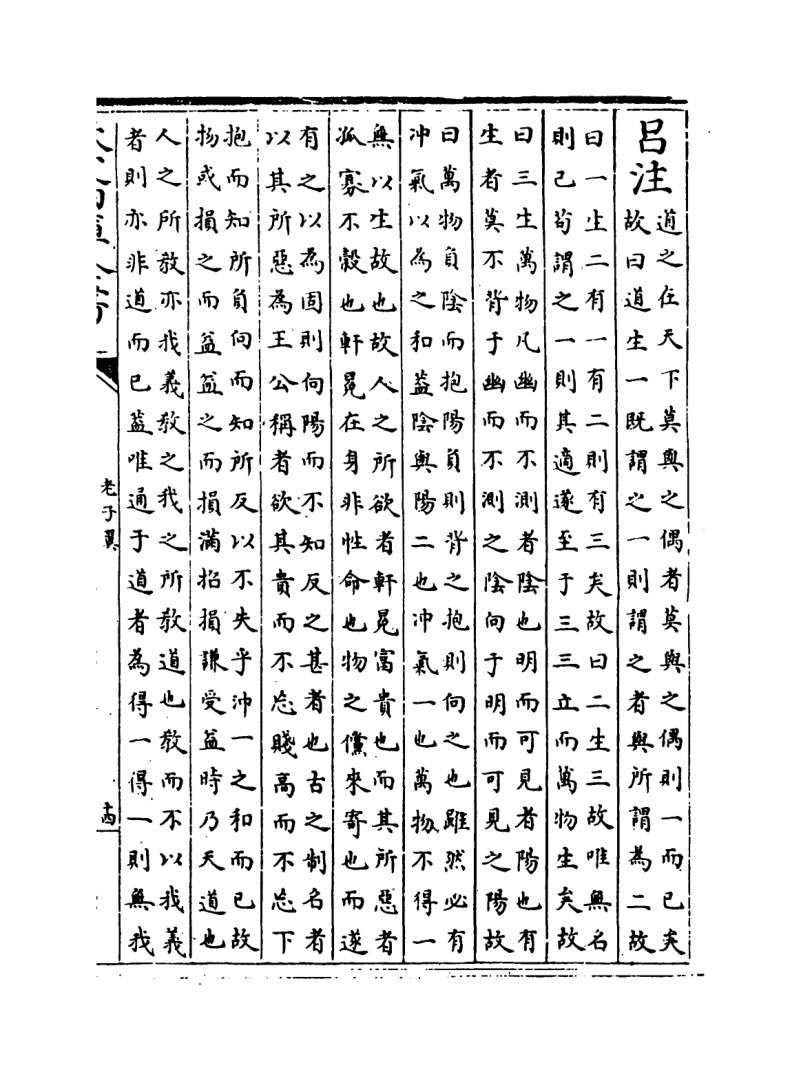 吕注
道之在天下莫與之偶者莫與之偶則一而已矣
故曰道生一既謂之一則謂之者與所謂為二故
曰一生二有一有二則有三矣故曰二生三故唯無名
則已苟謂之一則其適遂至于三三立而萬物生矣故
曰三生萬物凡幽而不測者陰也明而可見者陽也有
生者莫不背于幽而不測之陰向于明而可見之陽故
曰萬物負陰而抱陽負則背之抱則向之也雖然必有
冲氣以為之和蓋陰與陽二也冲氣一也萬物不得一
無以生故也故人之所欲者軒冕富貴也而其所惡者
孤寡不榖也軒冕在身非性命也物之儻來寄也而遂
有之以為固則向陽而不知反之甚者也古之制名者
以其所惡為王公稱者欲其貴而不忘賤高而不忘下
抱而知所負向而知所反以不失乎沖一之和而已故
物或損之而益益之而損滿招損謙受益時乃天道也
人之所敎亦我義敎之我之所敎道也敎而不以我義
者則亦非道而已蓋唯通于道者為得一得一則無我
老子翼